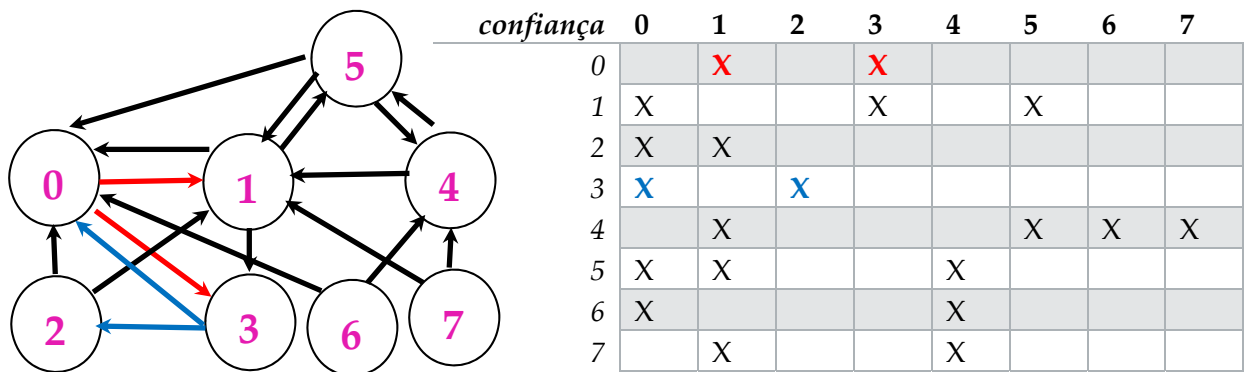 5
0 1 4
2 3 6 7
confiança 0 1 2 3 4 5 6 7
0 X X
1 X X X
2 X X
3 X X
4 X X X X
5 X X X
6 X X
7 X X